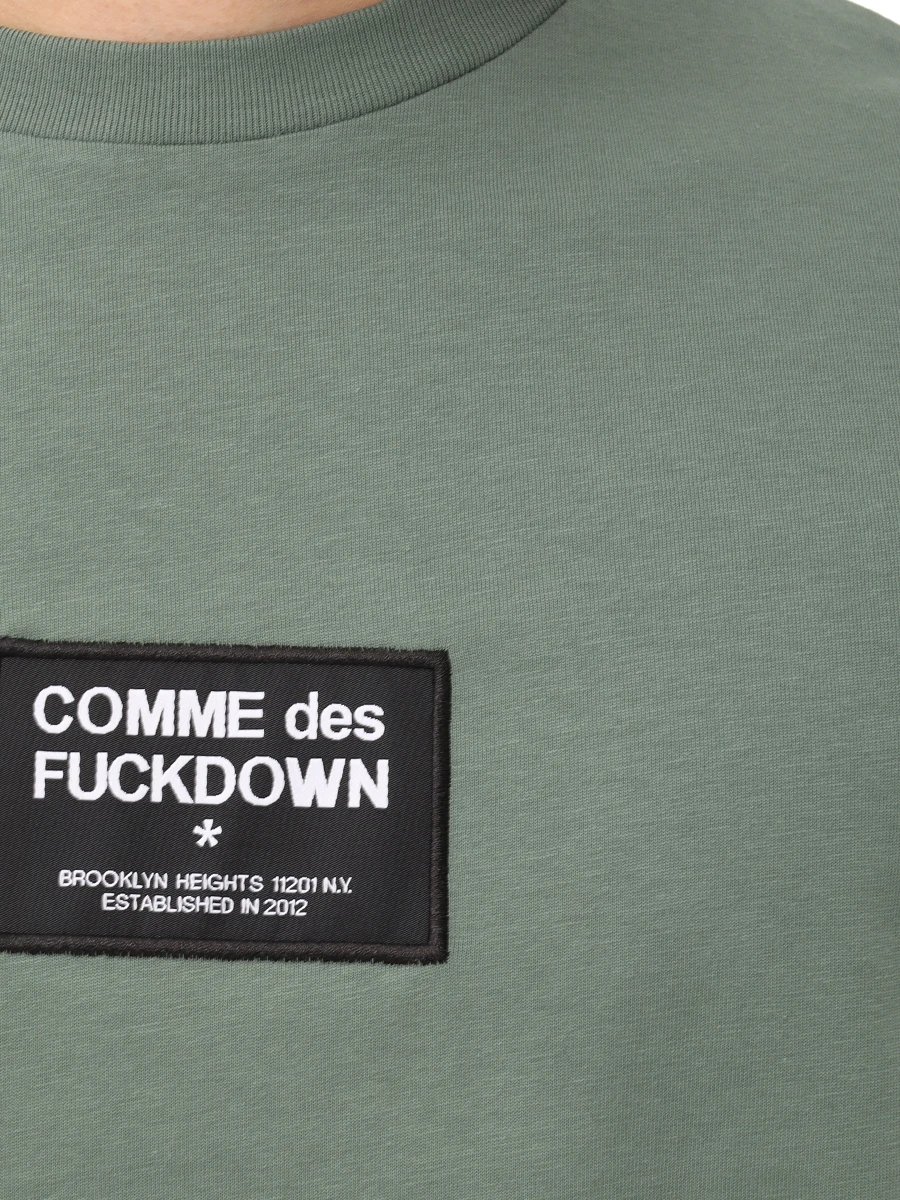 COMME des
FUCKDOWN
*
BROOKLYN HEIGHTS 11201 N.Y.
ESTABLISHED IN 2012